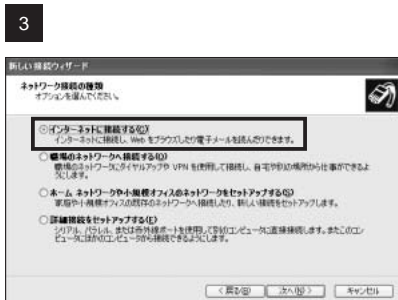 3
新しい接続ウィザード
ネットワーク接続の種類
オプションを選んでください。
インターネットに接続する(C)
インターネットに接続し、Web をブラウズしたり電子メールを読んだりできます。
職場のネットワークへ接続する(O)
職場のネットワークにダイヤルアップや VPN を使用して接続し、自宅や別の場所から仕事ができるよ
うにします。
ホーム ネットワークや小規模オフィスのネットワークをセットアップする(S)
家庭や小規模オフィスの既存のネットワークへ接続したり、新しい接続をセットアップします。
詳細接続をセットアップする(E)
シリアル、パラレル、または赤外線ポートを使用して別のコンピュータに直接接続します。またこのコン
ピュータにほかのコンピュータから接続できるようにします。
< 戻る(B) 次へ(N) > キャンセル